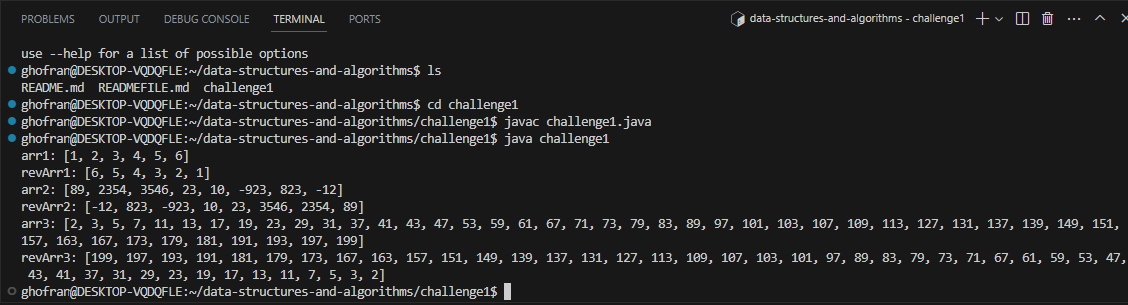 PROBLEMS OUTPUT DEBUG CONSOLE TERMINAL PORTS data-structures-and-algorithms - challenge1
use --help for a list of possible options
ghofran@DESKTOP-VQDQFLE:~/data-structures-and-algorithms$ ls
README.md READMEFILE.md challenge1
ghofran@DESKTOP-VQDQFLE:~/data-structures-and-algorithms$ cd challenge1
ghofran@DESKTOP-VQDQFLE:~/data-structures-and-algorithms/challenge1$ javac challenge1.java
ghofran@DESKTOP-VQDQFLE:~/data-structures-and-algorithms/challenge1$ java challenge1
arr1: [1, 2, 3, 4, 5, 6]
revArr1: [6, 5, 4, 3, 2, 1]
arr2: [89, 2354, 3546, 23, 10, -923, 823, -12]
revArr2: [-12, 823, -923, 10, 23, 3546, 2354, 89]
arr3: [2, 3, 5, 7, 11, 13, 17, 19, 23, 29, 31, 37, 41, 43, 47, 53, 59, 61, 67, 71, 73, 79, 83, 89, 97, 101, 103, 107, 109, 113, 127, 131, 137, 139, 149, 151,
157, 163, 167, 173, 179, 181, 191, 193, 197, 199]
revArr3: [199, 197, 193, 191, 181, 179, 173, 167, 163, 157, 151, 149, 139, 137, 131, 127, 113, 109, 107, 103, 101, 97, 89, 83, 79, 73, 71, 67, 61, 59, 53, 47,
43, 41, 37, 31, 29, 23, 19, 17, 13, 11, 7, 5, 3, 2]
ghofran@DESKTOP-VQDQFLE:~/data-structures-and-algorithms/challenge1$